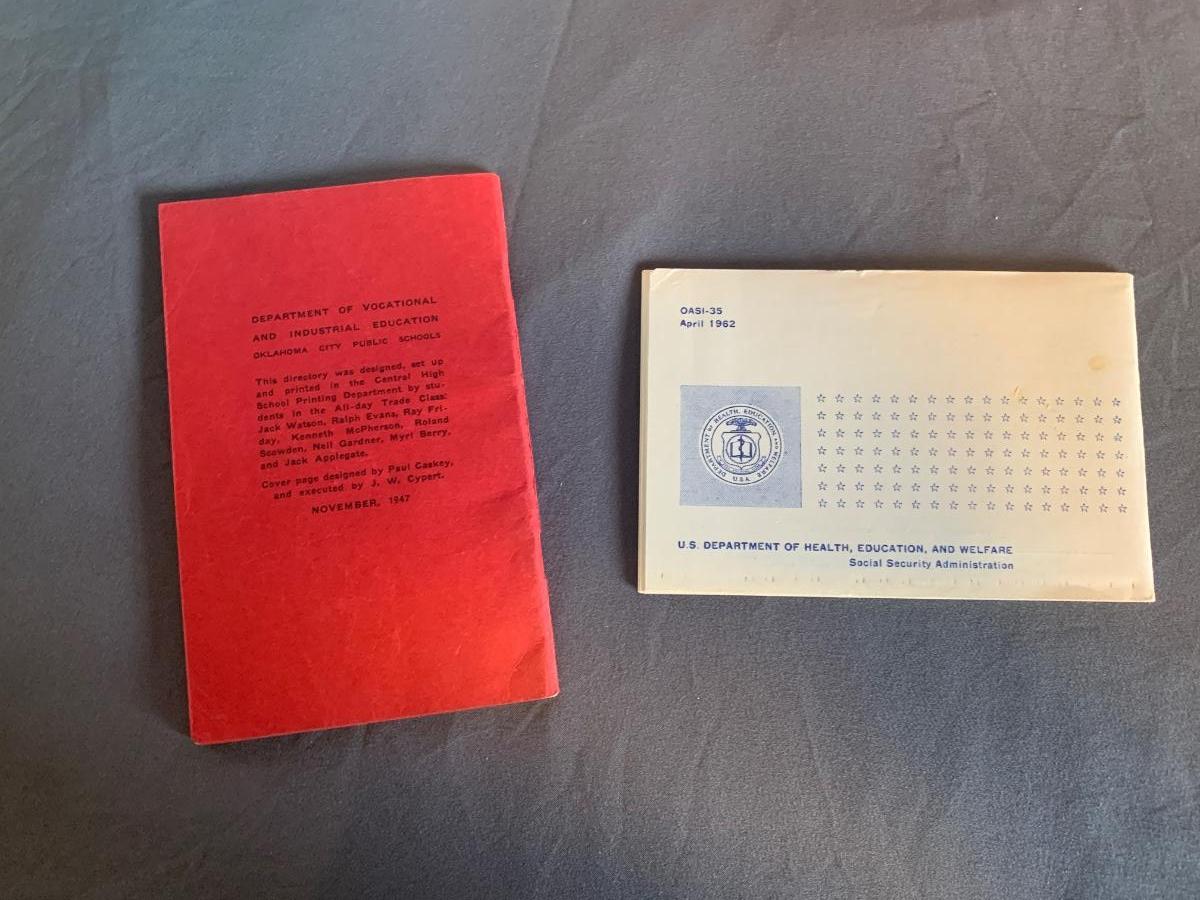 DEPARTMENT OF VOCATIONAL
AND INDUSTRIAL EDUCATION
OKLAHOMA CITY PUBLIC SCHOOLS
This directory was designed, set up
and printed in the Central High
School Printing Department by stu-
dents in the All-day Trade Class:
Jack Watson, Ralph Evans, Ray Fri-
day, Kenneth McPherson, Roland
Scowden, Neil Gardner, Myrl Berry,
and Jack Applegate.
Cover page designed by Paul Caskey,
and executed by J. W. Cypert.
NOVEMBER, 1947
OASI-35
April 1962
DEPARTMENT OF HEALTH, EDUCATION, AND WELFARE
U.S.A.
U.S. DEPARTMENT OF HEALTH, EDUCATION, AND WELFARE
Social Security Administration